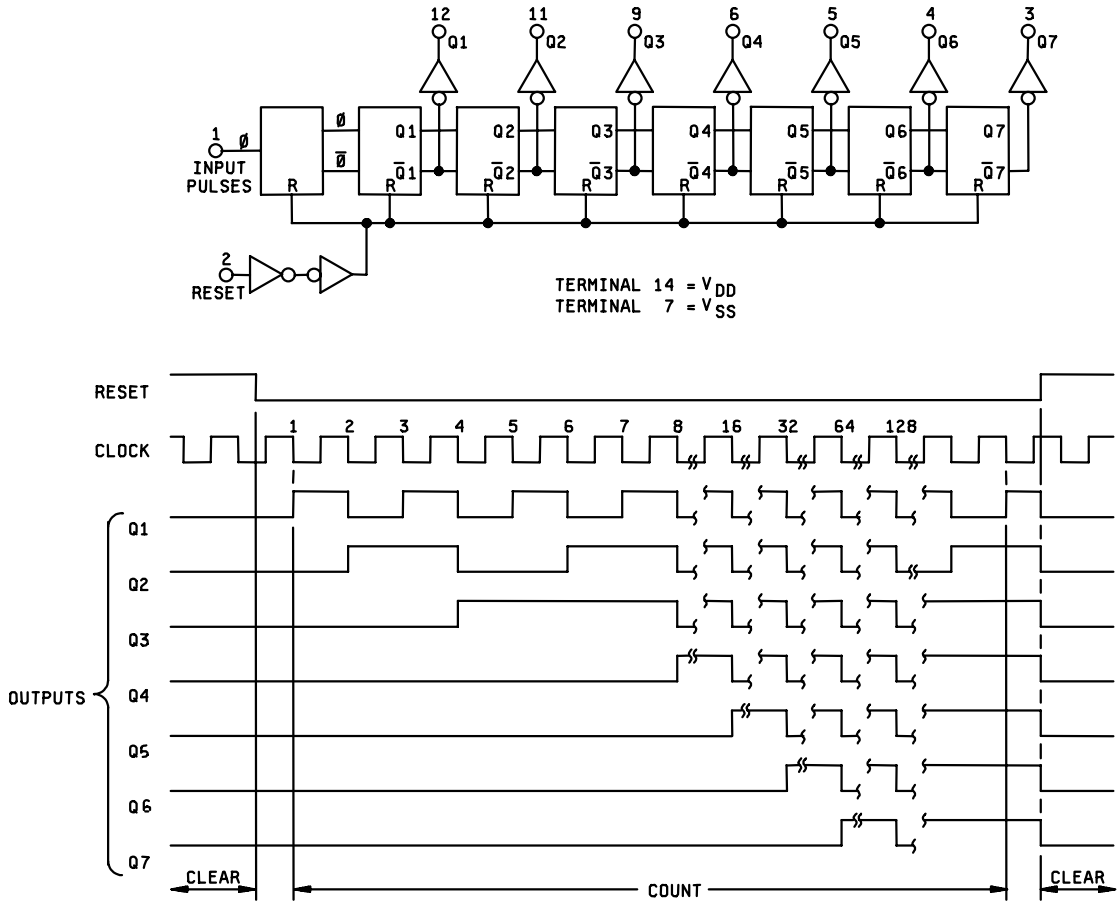 12 11 9 6 5 4 3
Q1 Q2 Q3 Q4 Q5 Q6 Q7
1 Ø Ø Q1 Q2 Q3 Q4 Q5 Q6 Q7
INPUT PULSES
Ø̅ Q̅1 Q̅2 Q̅3 Q̅4 Q̅5 Q̅6 Q̅7
R R R R R R R R
2
RESET
TERMINAL 14 = VDD
TERMINAL 7 = VSS
RESET
1 2 3 4 5 6 7 8 16 32 64 128
CLOCK
Q1
Q2
Q3
Q4
OUTPUTS
Q5
Q6
Q7
CLEAR COUNT CLEAR